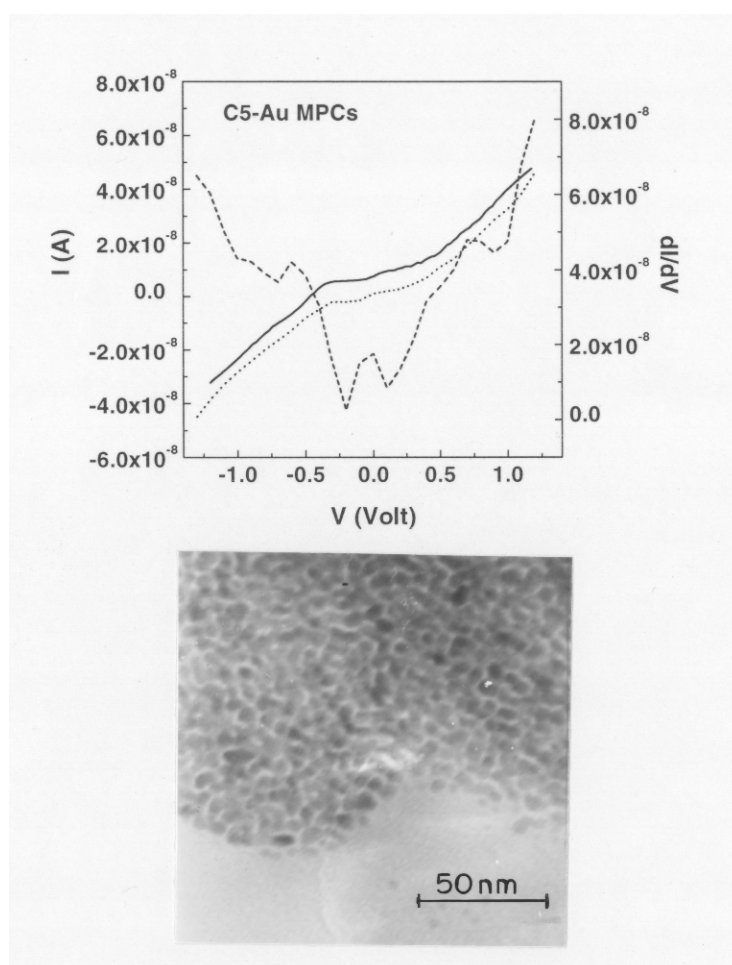 C5-Au MPCs
I (A)
8.0x10⁻⁸
6.0x10⁻⁸
4.0x10⁻⁸
2.0x10⁻⁸
0.0
-2.0x10⁻⁸
-4.0x10⁻⁸
-6.0x10⁻⁸
8.0x10⁻⁸
6.0x10⁻⁸
4.0x10⁻⁸
2.0x10⁻⁸
0.0
dI/dV
-1.0 -0.5 0.0 0.5 1.0
V (Volt)
50nm